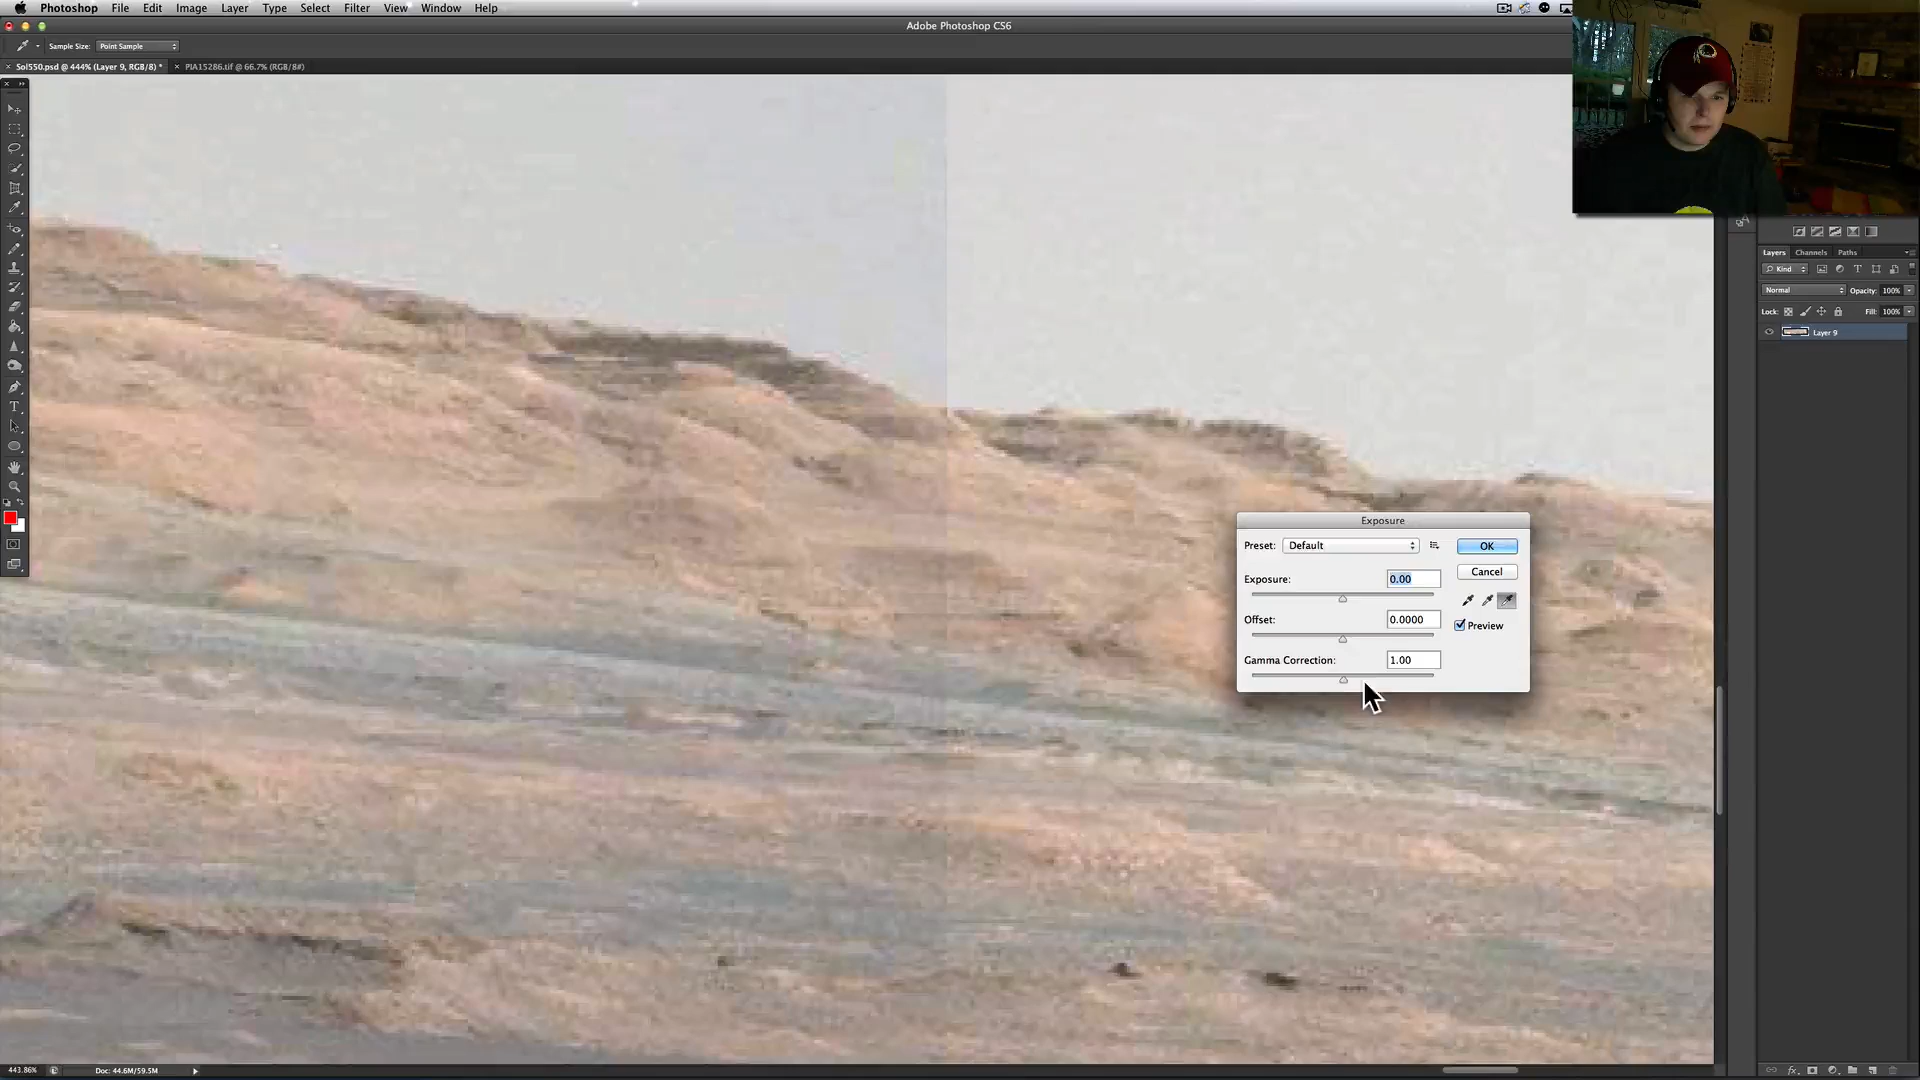 Photoshop File Edit Image Layer Type Select Filter View Window Help
Adobe Photoshop CS6
Sample Size: Point Sample
Sol550.psd @ 444% (Layer 9, RGB/8) * PIA15286.tif @ 66.7% (RGB/8#)
Layers Channels Paths
Kind
Normal Opacity: 100%
Lock: Fill: 100%
Layer 9
Exposure
Preset: Default OK
Cancel
Exposure: 0.00
Offset: 0.0000
Preview
Gamma Correction: 1.00
443.86% Doc: 44.6M/59.5M